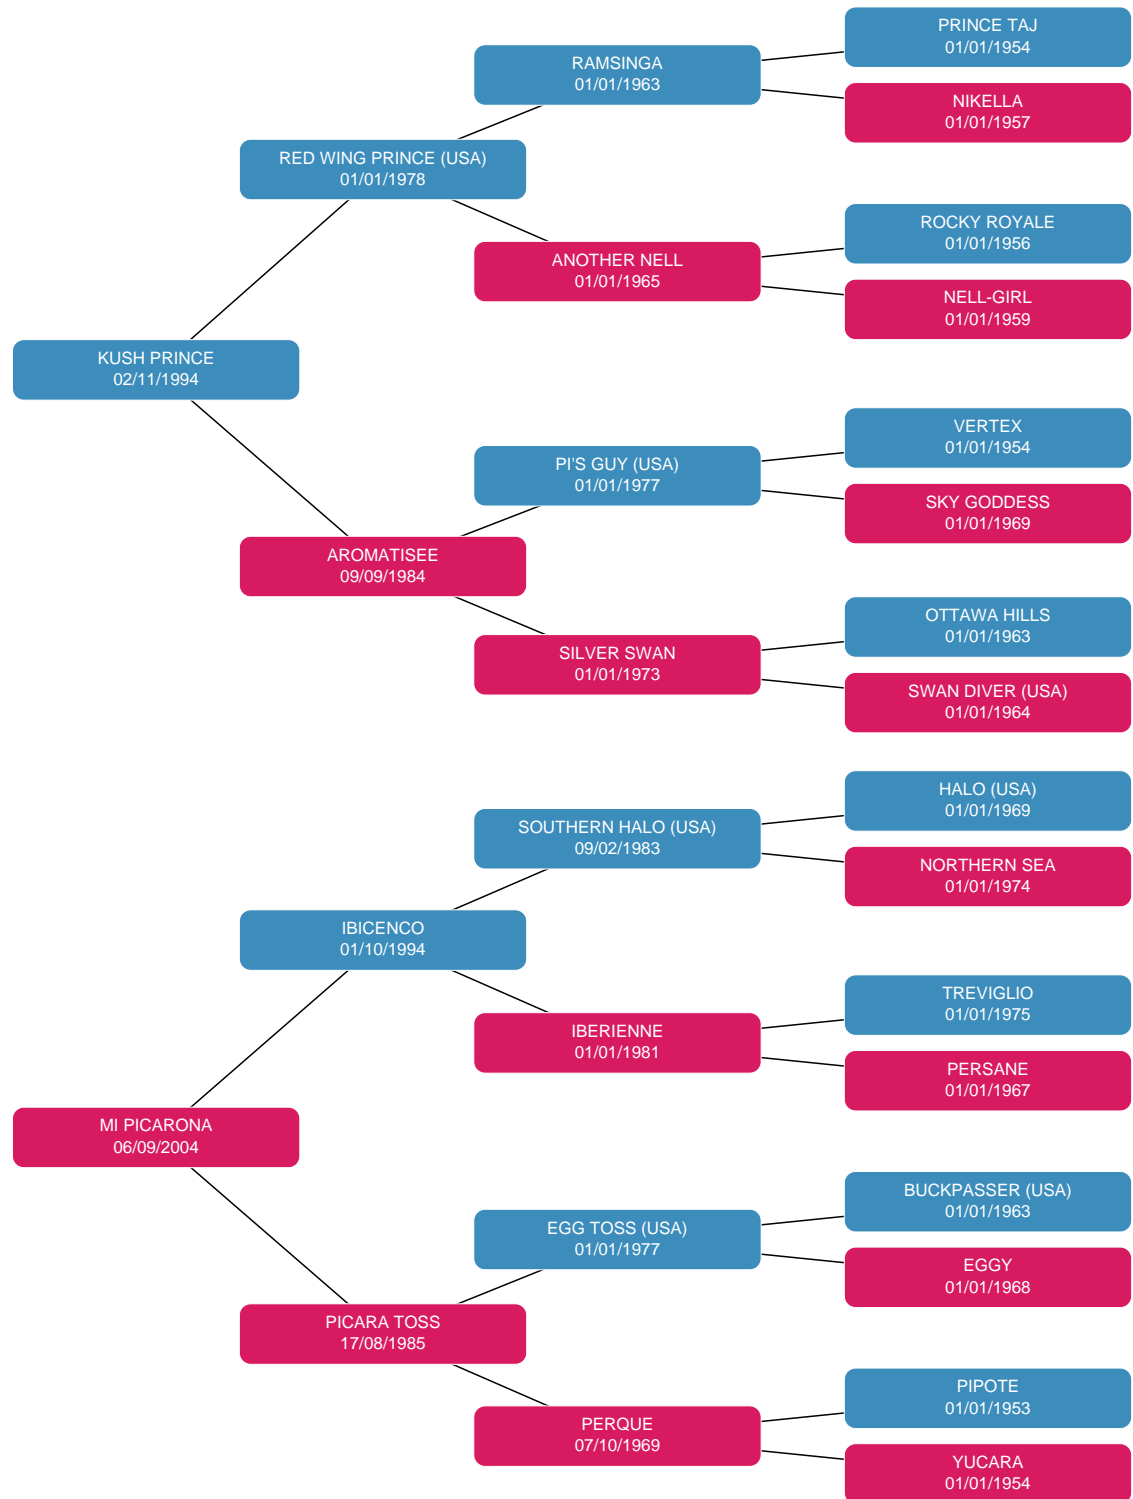 PRINCE TAJ
01/01/1954
RAMSINGA
01/01/1963
NIKELLA
01/01/1957
RED WING PRINCE (USA)
01/01/1978
ROCKY ROYALE
01/01/1956
ANOTHER NELL
01/01/1965
NELL-GIRL
01/01/1959
KUSH PRINCE
02/11/1994
VERTEX
01/01/1954
PI'S GUY (USA)
01/01/1977
SKY GODDESS
01/01/1969
AROMATISEE
09/09/1984
OTTAWA HILLS
01/01/1963
SILVER SWAN
01/01/1973
SWAN DIVER (USA)
01/01/1964
HALO (USA)
01/01/1969
SOUTHERN HALO (USA)
09/02/1983
NORTHERN SEA
01/01/1974
IBICENCO
01/10/1994
TREVIGLIO
01/01/1975
IBERIENNE
01/01/1981
PERSANE
01/01/1967
MI PICARONA
06/09/2004
BUCKPASSER (USA)
01/01/1963
EGG TOSS (USA)
01/01/1977
EGGY
01/01/1968
PICARA TOSS
17/08/1985
PIPOTE
01/01/1953
PERQUE
07/10/1969
YUCARA
01/01/1954